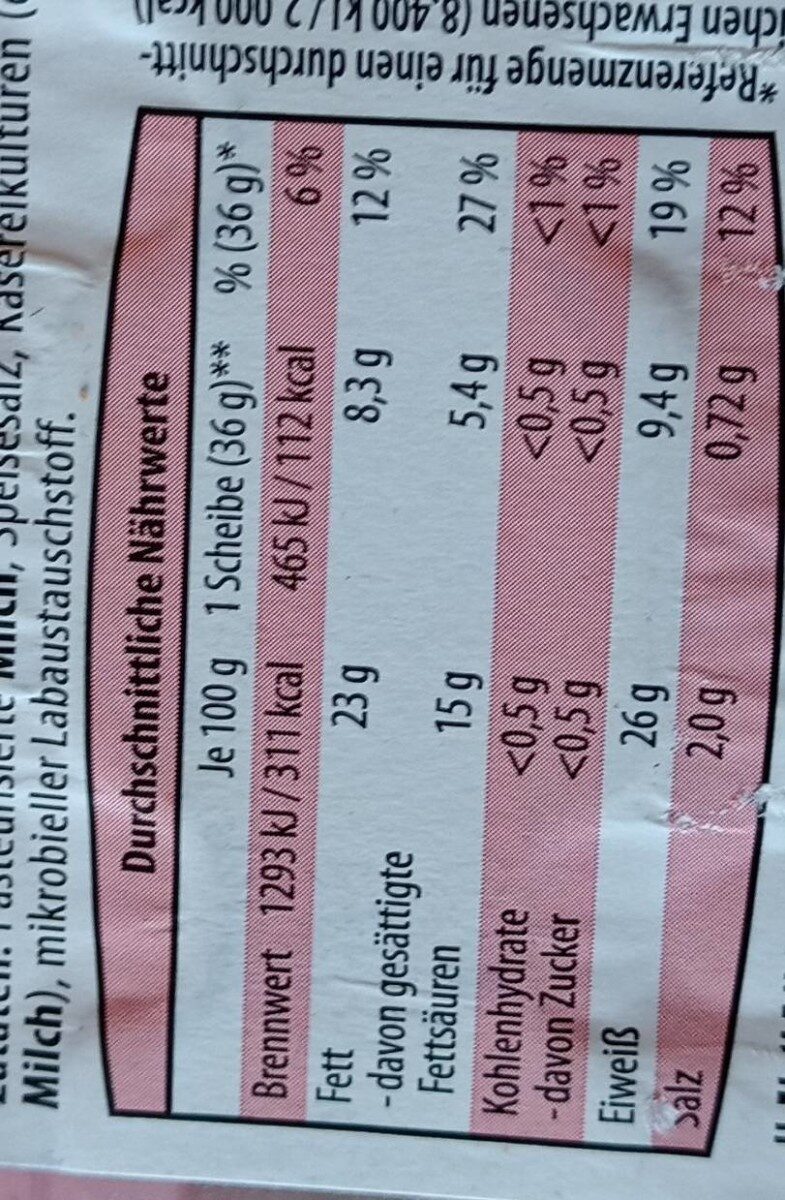 Milch), mikrobieller Labaustauschstoff.
Durchschnittliche Nährwerte
Je 100 g 1 Scheibe (36 g)** % (36 g)*
Brennwert 1293 kJ / 311 kcal 465 kJ / 112 kcal 6 %
Fett 23 g 8,3 g 12 %
- davon gesättigte
Fettsäuren 15 g 5,4 g 27 %
Kohlenhydrate <0,5 g <0,5 g <1 %
- davon Zucker <0,5 g <0,5 g <1 %
Eiweiß 26 g 9,4 g 19 %
Salz 2,0 g 0,72 g 12 %
*Referenzmenge für einen durchschnitt-
ichen Erwachsenen (8.400 kJ / 2 000 kcal)